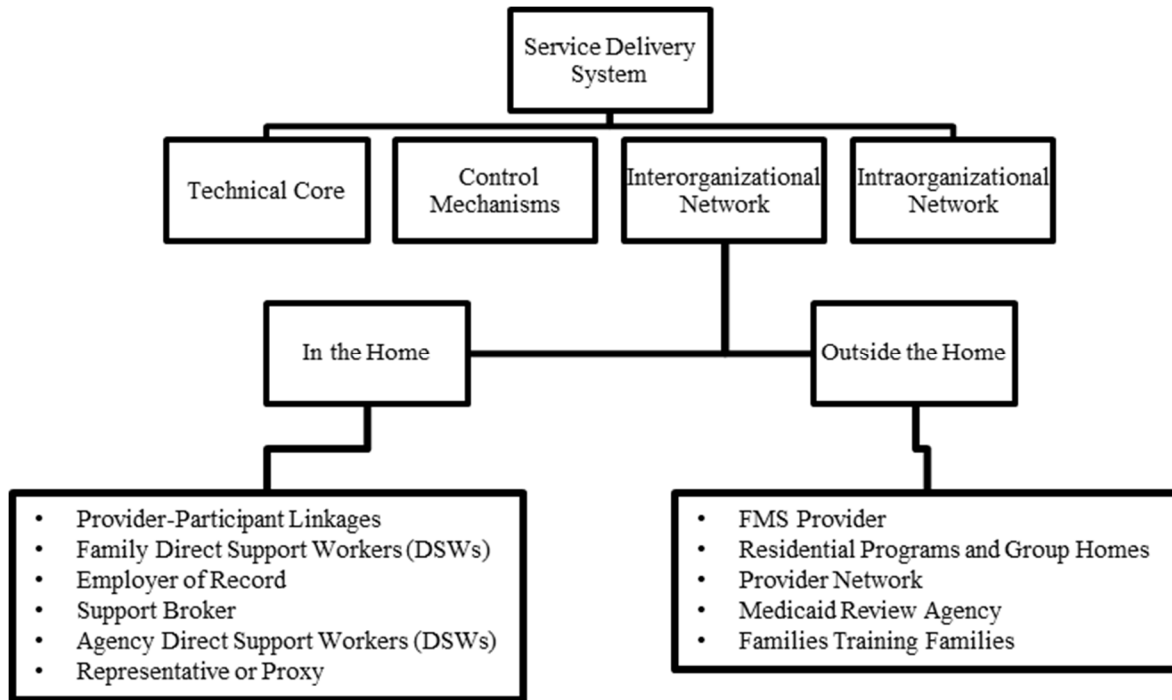 Service Delivery
System
Technical Core
Control
Mechanisms
Interorganizational
Network
Intraorganizational
Network
In the Home
Outside the Home
• Provider-Participant Linkages
• Family Direct Support Workers (DSWs)
• Employer of Record
• Support Broker
• Agency Direct Support Workers (DSWs)
• Representative or Proxy
• FMS Provider
• Residential Programs and Group Homes
• Provider Network
• Medicaid Review Agency
• Families Training Families